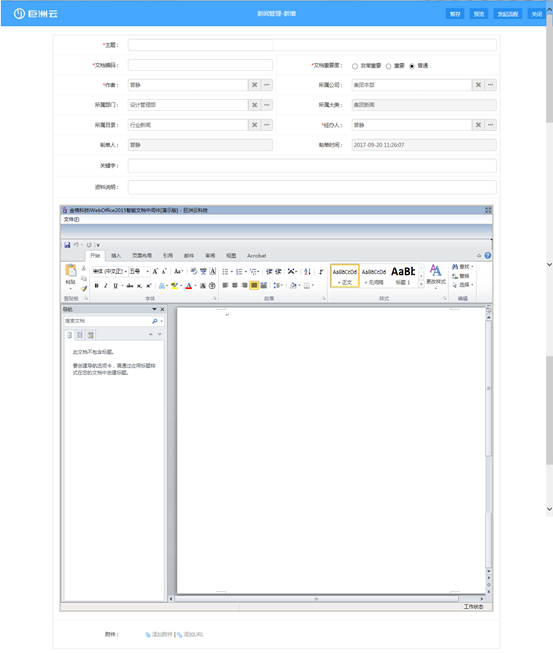 巨洲云 新闻管理-新增 暂存 预览 发起流程 关闭
*主题：
*文档编码： *文档重要度： 非常重要 重要 普通
*作者： 曾静 所属公司： 集团本部
所属部门： 设计管理部 所属大类： 集团新闻
所属目录： 行业新闻 *经办人： 曾静
制单人： 曾静 制单时间： 2017-09-20 11:26:07
关键字：
资料说明：
金格科技iWebOffice2015智能文档中间件[演示版] - 巨洲云科技
文件(F)
开始 插入 页面布局 引用 邮件 审阅 视图 Acrobat
宋体 (中文正) 五号
粘贴
AaBbCcDd AaBbCcDd AaBb
正文 无间隔 标题 1
更改样式
查找
替换
选择
剪贴板 字体 段落 样式 编辑
导航
搜索文档
此文档不包含标题。
要创建导航选项卡，请通过应用标题样
式在您的文档中创建标题。
工作状态
附件： 添加附件 | 添加URL